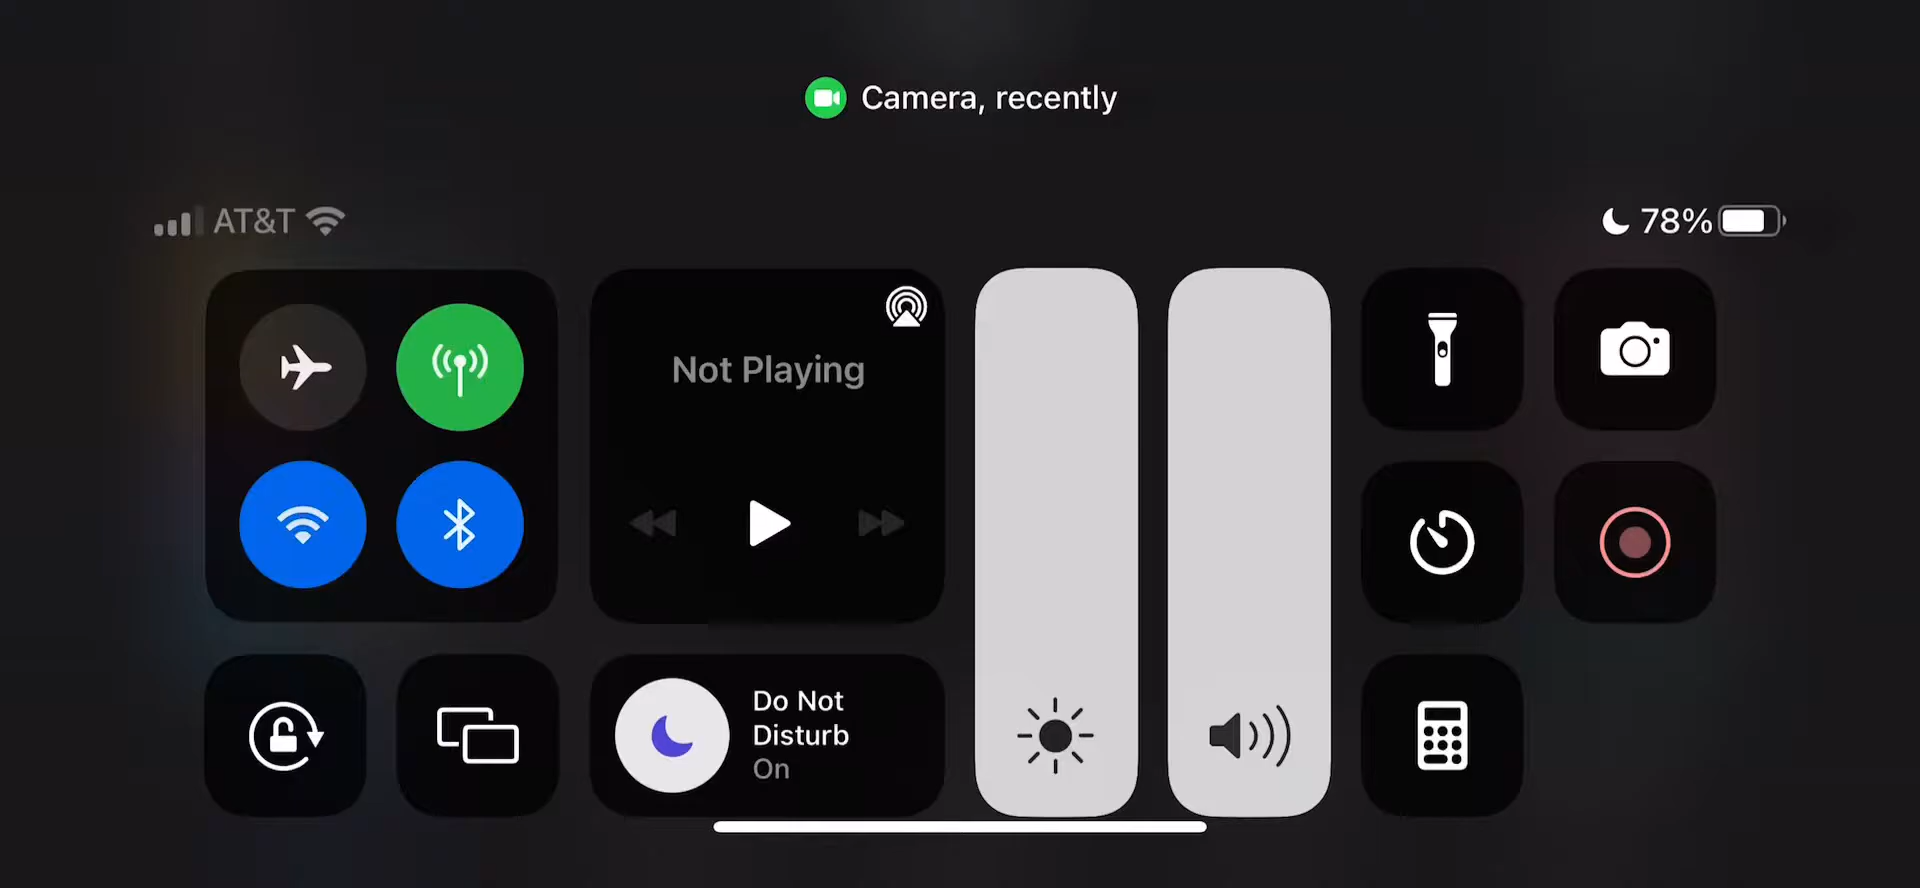 Camera, recently
AT&T
78%
Not Playing
Do Not
Disturb
On